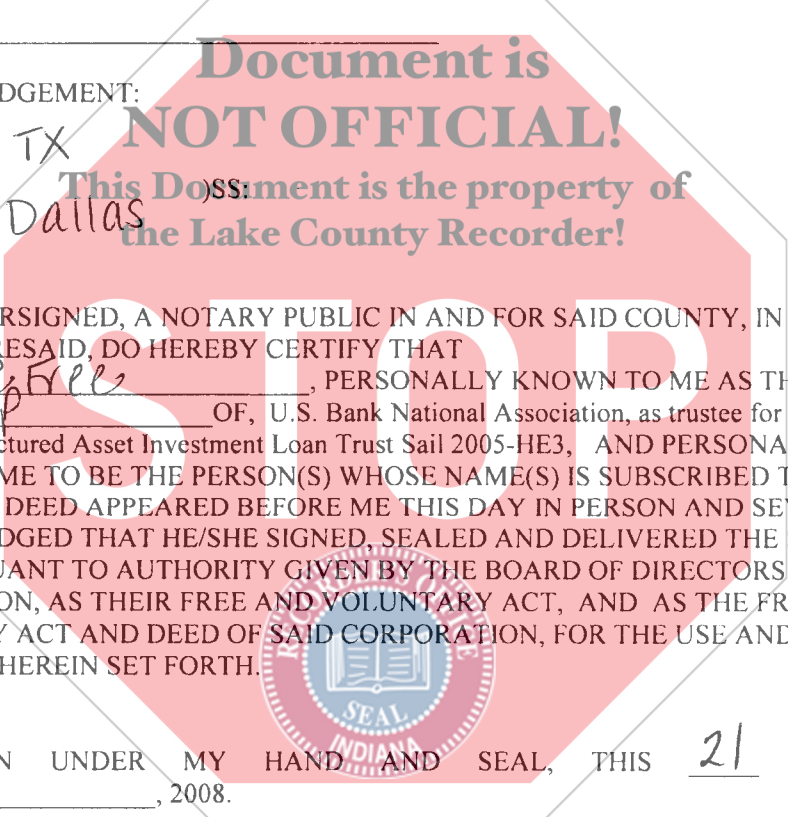 Document is
DGEMENT:
TX
NOT OFFICIAL!
)SS:
This Document is the property of
Dallas
the Lake County Recorder!
STOP
RSIGNED, A NOTARY PUBLIC IN AND FOR SAID COUNTY, IN
RESAID, DO HEREBY CERTIFY THAT
, PERSONALLY KNOWN TO ME AS TH
OF, U.S. Bank National Association, as trustee for
ctured Asset Investment Loan Trust Sail 2005-HE3, AND PERSONA
ME TO BE THE PERSON(S) WHOSE NAME(S) IS SUBSCRIBED T
DEED APPEARED BEFORE ME THIS DAY IN PERSON AND SEV
DGED THAT HE/SHE SIGNED, SEALED AND DELIVERED THE
UANT TO AUTHORITY GIVEN BY THE BOARD OF DIRECTORS
ON, AS THEIR FREE AND VOLUNTARY ACT, AND AS THE FR
Y ACT AND DEED OF SAID CORPORATION, FOR THE USE AND
HEREIN SET FORTH.
RECORDER'S OFFICE
SEAL
INDIANA
N UNDER MY HAND AND SEAL, THIS 21
, 2008.